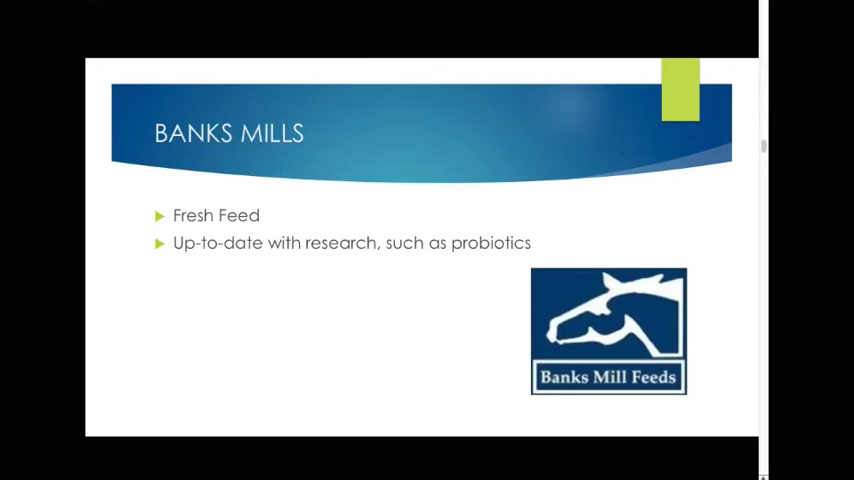 BANKS MILLS
Fresh Feed
Up-to-date with research, such as probiotics
Banks Mill Feeds